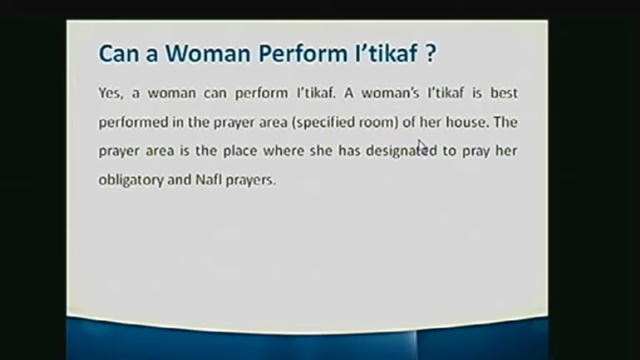 Can a Woman Perform I'tikaf ?
Yes, a woman can perform I'tikaf. A woman's I'tikaf is best
performed in the prayer area (specified room) of her house. The
prayer area is the place where she has designated to pray her
obligatory and Nafl prayers.